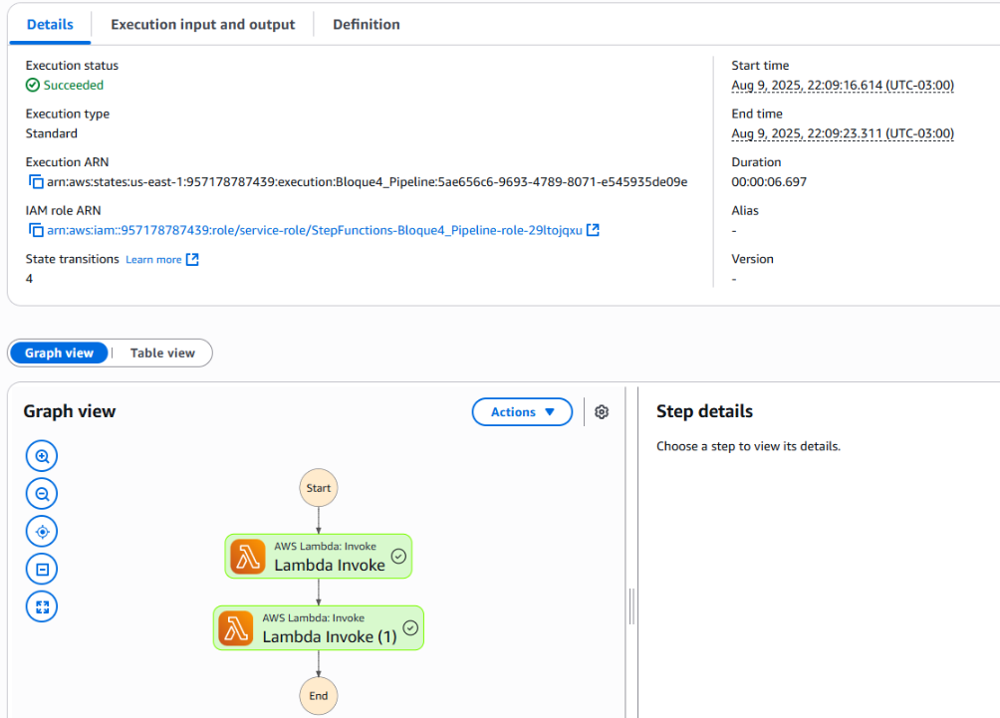 Details
Execution input and output
Definition
Execution status
Succeeded
Execution type
Standard
Execution ARN
arn:aws:states:us-east-1:957178787439:execution:Bloque4_Pipeline:5ae656c6-9693-4789-8071-e545935de09e
IAM role ARN
arn:aws:iam::957178787439:role/service-role/StepFunctions-Bloque4_Pipeline-role-29ltojqxu
State transitions Learn more
4
Start time
Aug 9, 2025, 22:09:16.614 (UTC-03:00)
End time
Aug 9, 2025, 22:09:23.311 (UTC-03:00)
Duration
00:00:06.697
Alias
-
Version
-
Graph view
Table view
Graph view
Actions
Start
AWS Lambda: Invoke
Lambda Invoke
AWS Lambda: Invoke
Lambda Invoke (1)
End
Step details
Choose a step to view its details.